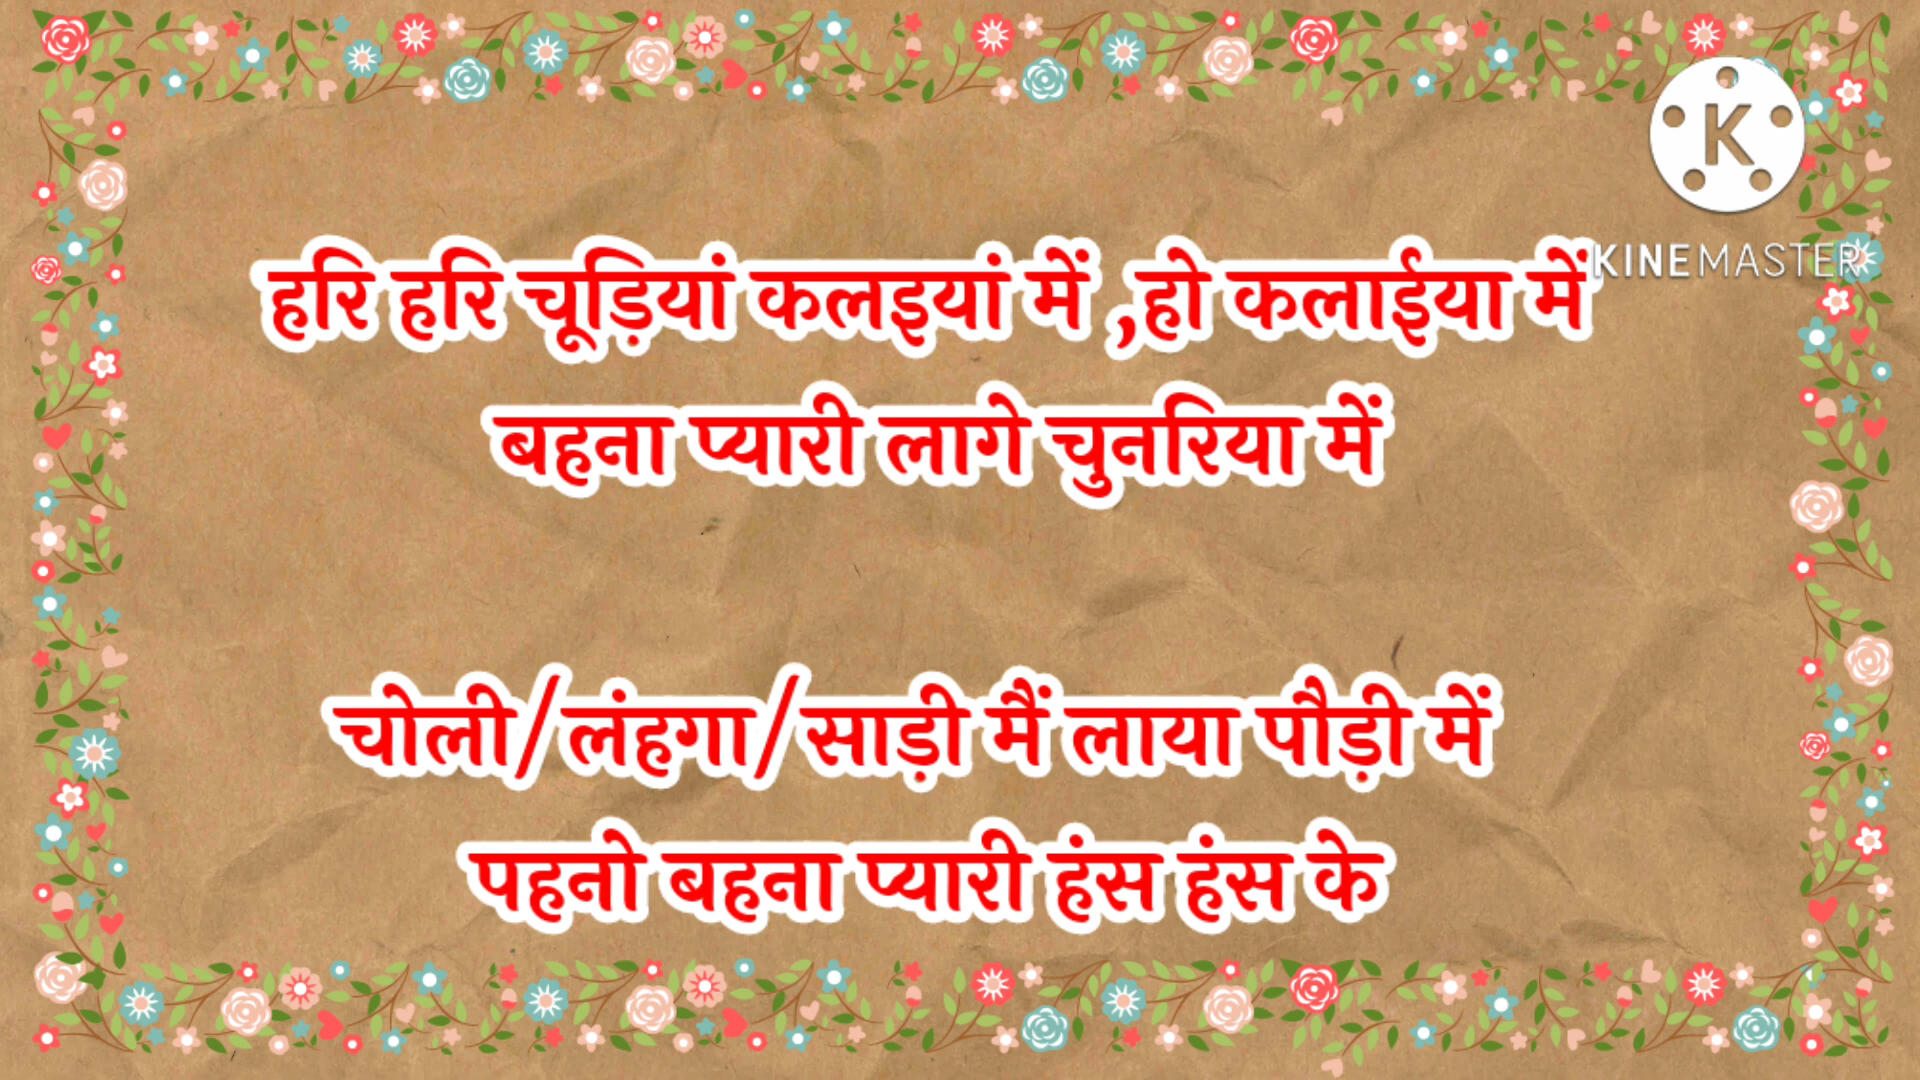 हरि हरि चूड़ियां कलइयां में ,हो कलाईया में
KINEMASTER
बहना प्यारी लागे चुनरिया में
चोली/लंहगा/साड़ी मैं लाया पौड़ी में
पहनो बहना प्यारी हंस हंस के